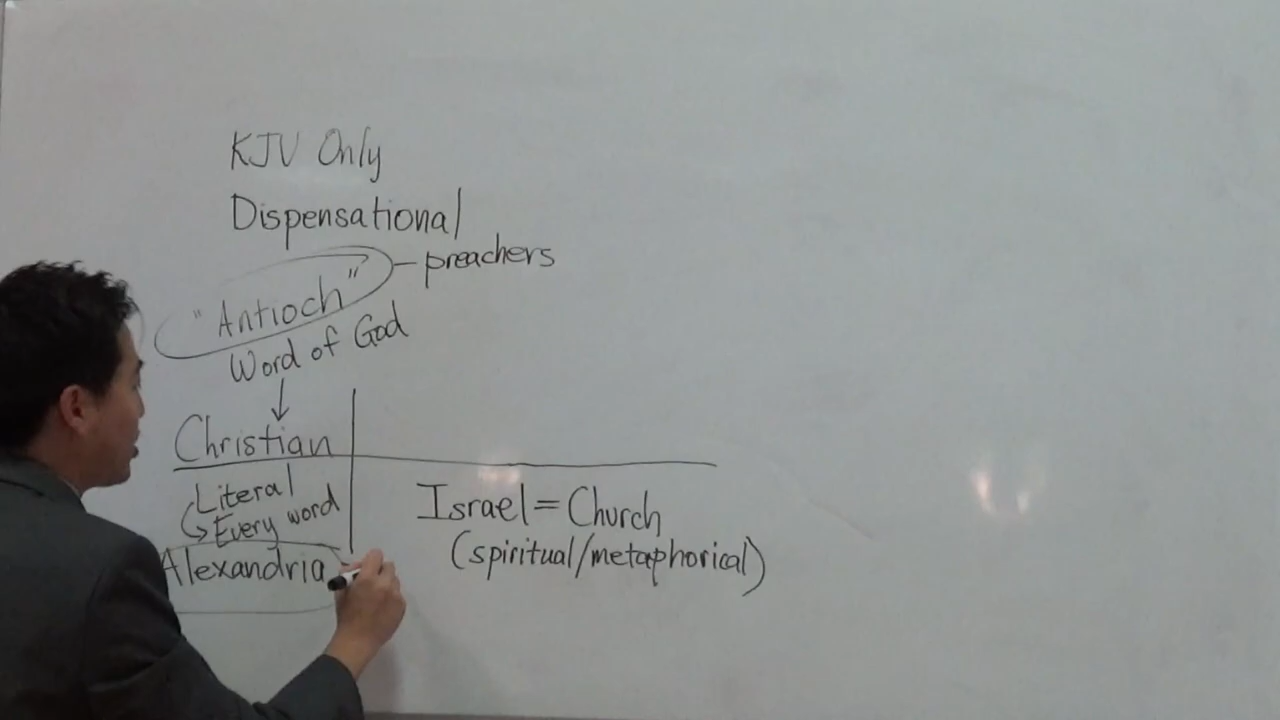 KJV Only
Dispensational
"Antioch" – preachers
Word of God
Christian
Literal
Every word
Israel = Church
(spiritual/metaphorical)
Alexandria